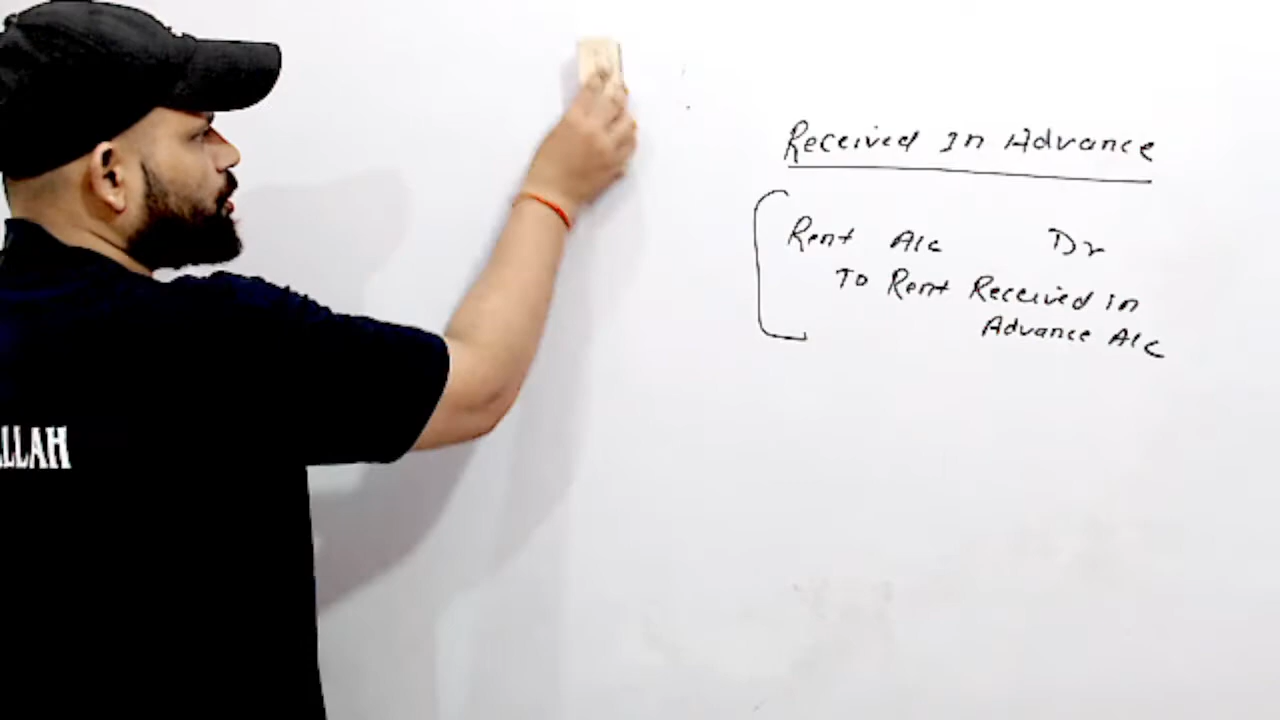 Received In Advance
Rent A/c Dr
To Rent Received in
Advance A/c
LLAH